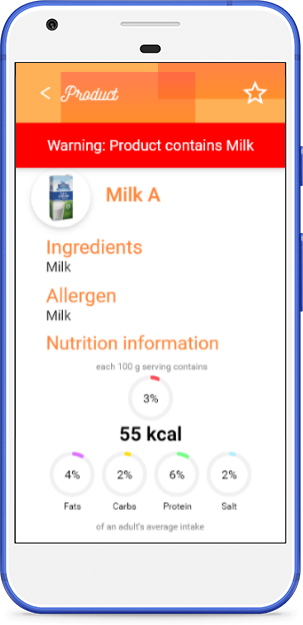 < Product
Warning: Product contains Milk
Milk A
Ingredients
Milk
Allergen
Milk
Nutrition information
each 100 g serving contains
3%
55 kcal
4% 2% 6% 2%
Fats Carbs Protein Salt
of an adult's average intake